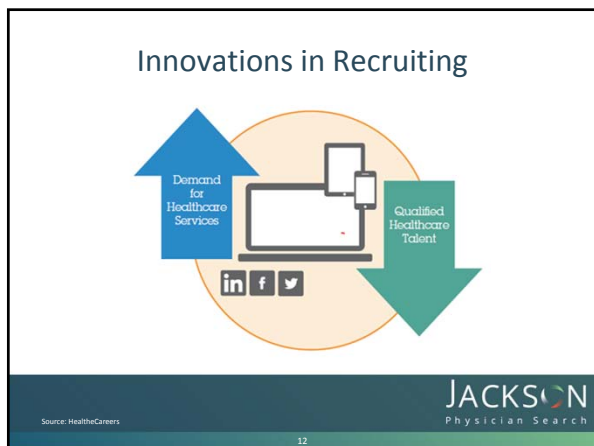 Innovations in Recruiting
Demand
for
Healthcare
Services
Qualified
Healthcare
Talent
in f
Source: HealtheCareers
JACKSON
Physician Search
12